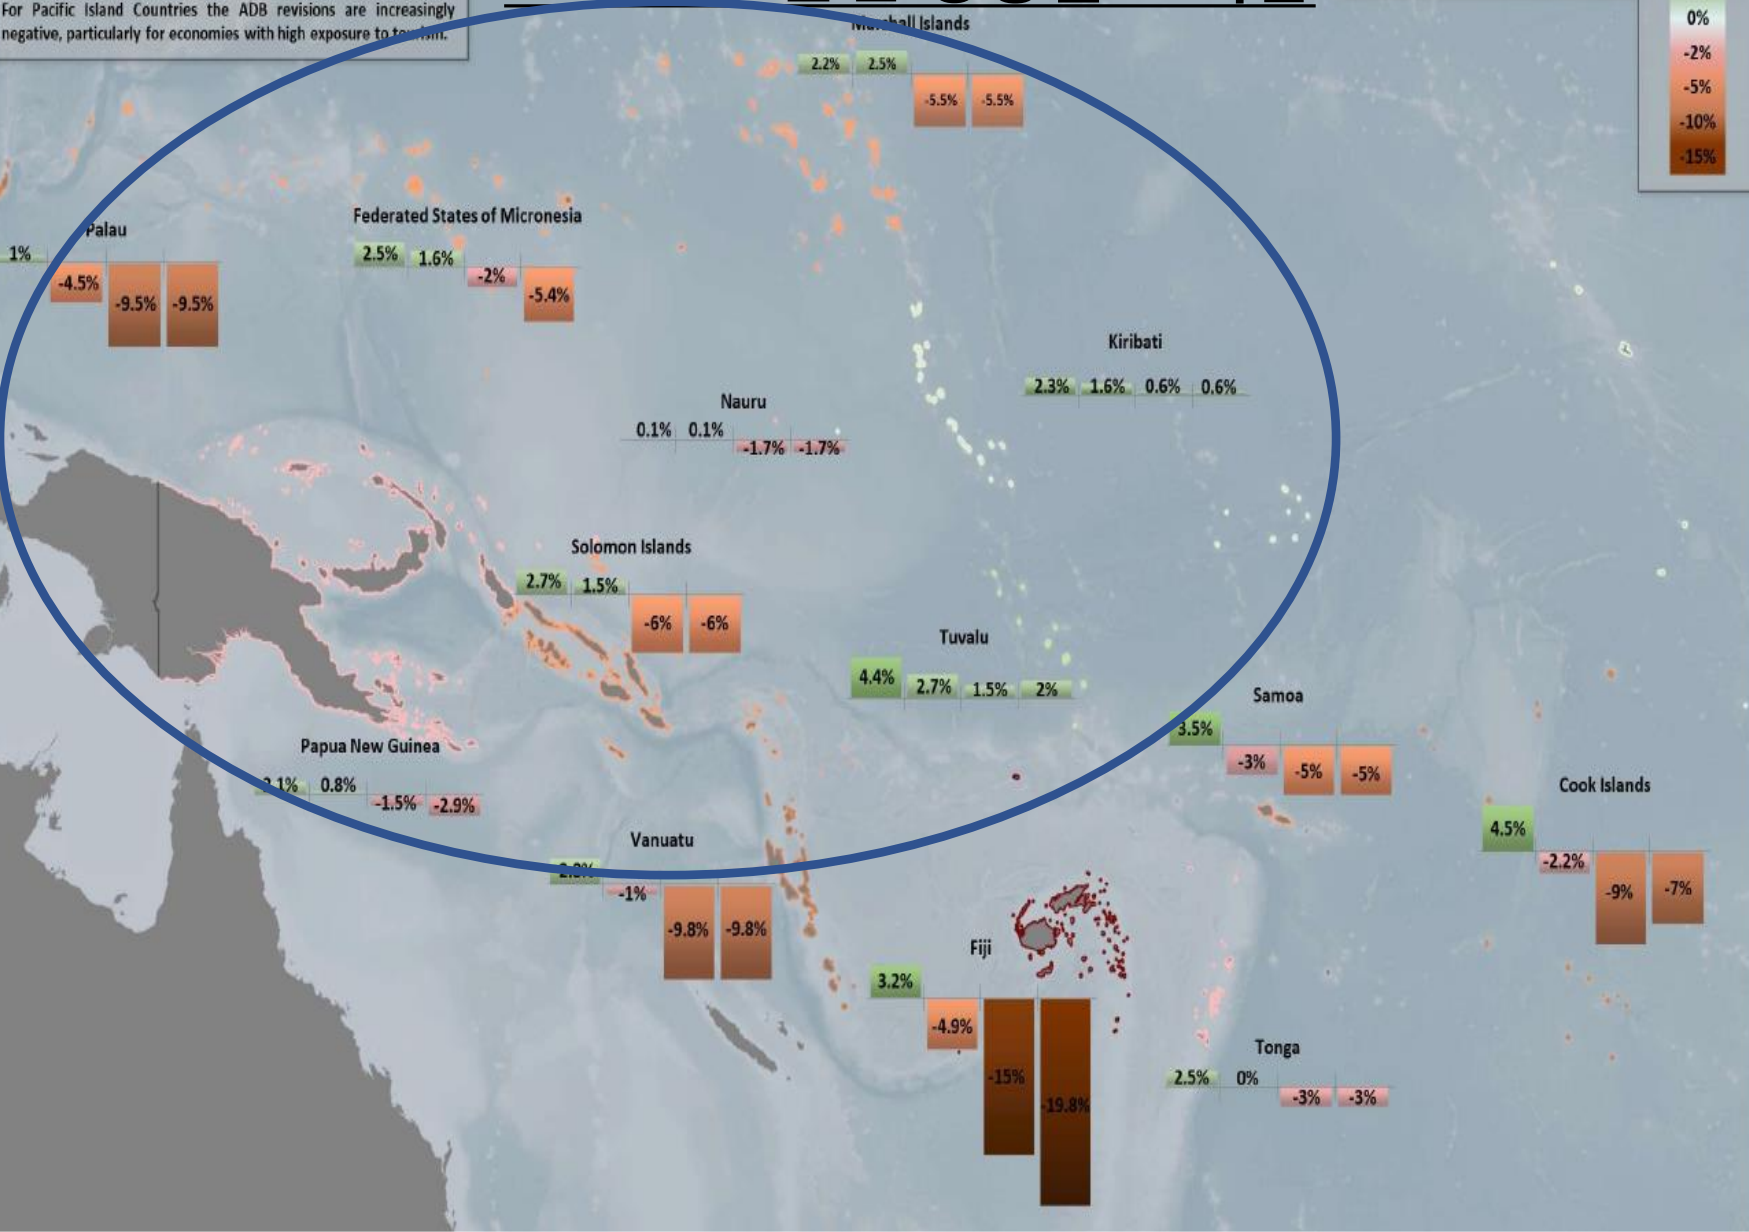 For Pacific Island Countries the ADB revisions are increasingly
negative, particularly for economies with high exposure to tourism.
Marshall Islands
2.2% 2.5%
-5.5% -5.5%
0%
-2%
-5%
-10%
-15%
Palau
1%
-4.5%
-9.5% -9.5%
Federated States of Micronesia
2.5% 1.6%
-2%
-5.4%
Kiribati
2.3% 1.6% 0.6% 0.6%
Nauru
0.1% 0.1%
-1.7% -1.7%
Solomon Islands
2.7% 1.5%
-6% -6%
Tuvalu
4.4% 2.7% 1.5% 2%
Samoa
3.5%
-3% -5% -5%
Papua New Guinea
0.8%
-1.5% -2.9%
Cook Islands
4.5%
-2.2%
-9% -7%
Vanuatu
-1%
-9.8% -9.8%
Fiji
3.2%
-4.9%
-15%
-19.8%
Tonga
2.5% 0%
-3% -3%